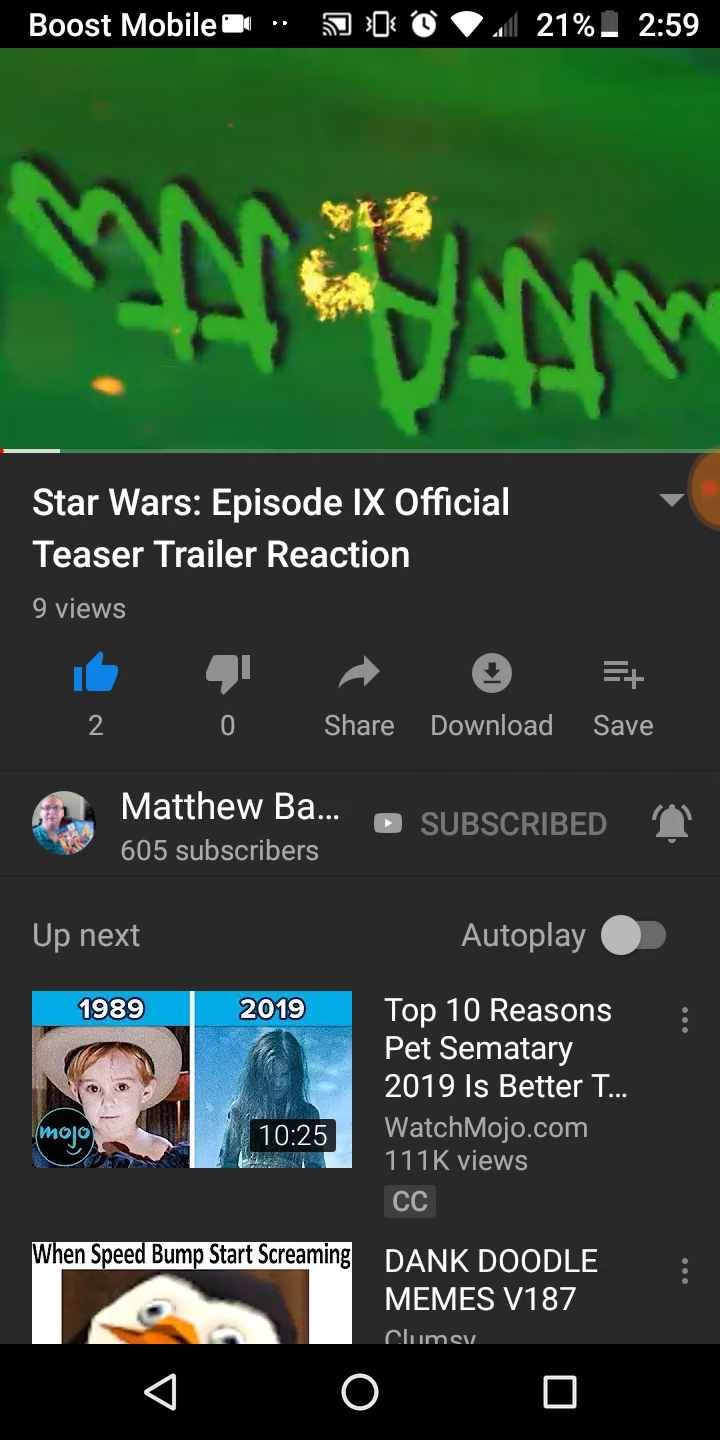 Boost Mobile
21% 2:59
Star Wars: Episode IX Official
Teaser Trailer Reaction
9 views
2
0
Share
Download
Save
Matthew Ba...
605 subscribers
SUBSCRIBED
Up next
Autoplay
1989
2019
mojo
10:25
Top 10 Reasons
Pet Sematary
2019 Is Better T...
WatchMojo.com
111K views
CC
When Speed Bump Start Screaming
DANK DOODLE
MEMES V187
Clumsy